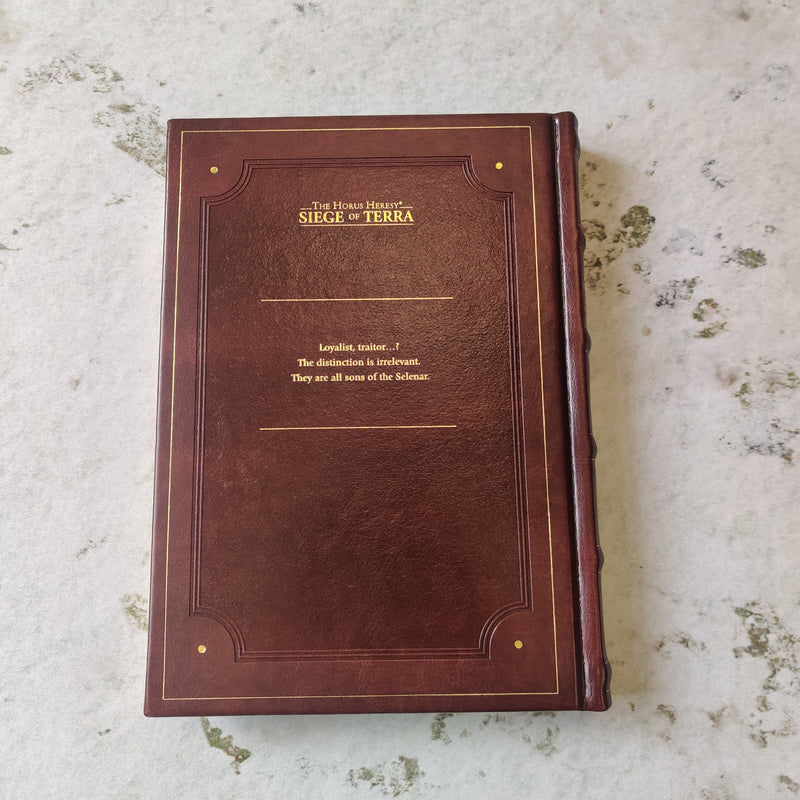 The Horus Heresy®
SIEGE OF TERRA
Loyalist, traitor...?
The distinction is irrelevant.
They are all sons of the Selenar.